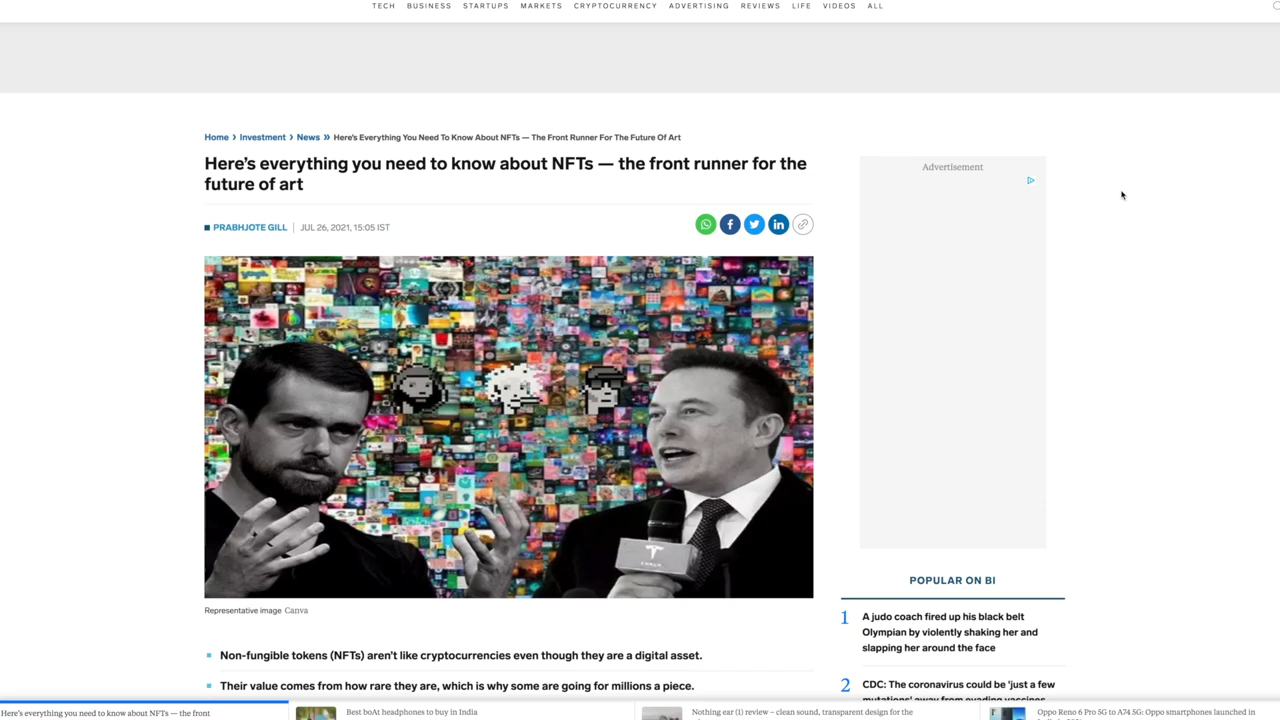 TECH BUSINESS STARTUPS MARKETS CRYPTOCURRENCY ADVERTISING REVIEWS LIFE VIDEOS ALL
Home › Investment › News » Here's Everything You Need To Know About NFTs — The Front Runner For The Future Of Art
Here's everything you need to know about NFTs — the front runner for the
future of art
PRABHJOTE GILL | JUL 26, 2021, 15:05 IST
Advertisement
Representative image Canva
Non-fungible tokens (NFTs) aren't like cryptocurrencies even though they are a digital asset.
Their value comes from how rare they are, which is why some are going for millions a piece.
POPULAR ON BI
1 A judo coach fired up his black belt
Olympian by violently shaking her and
slapping her around the face
2 CDC: The coronavirus could be 'just a few
mutations' away from evading vaccines
Here's everything you need to know about NFTs — the front
Best boAt headphones to buy in India
Nothing ear (1) review – clean sound, transparent design for the
Oppo Reno 6 Pro 5G to A74 5G: Oppo smartphones launched in